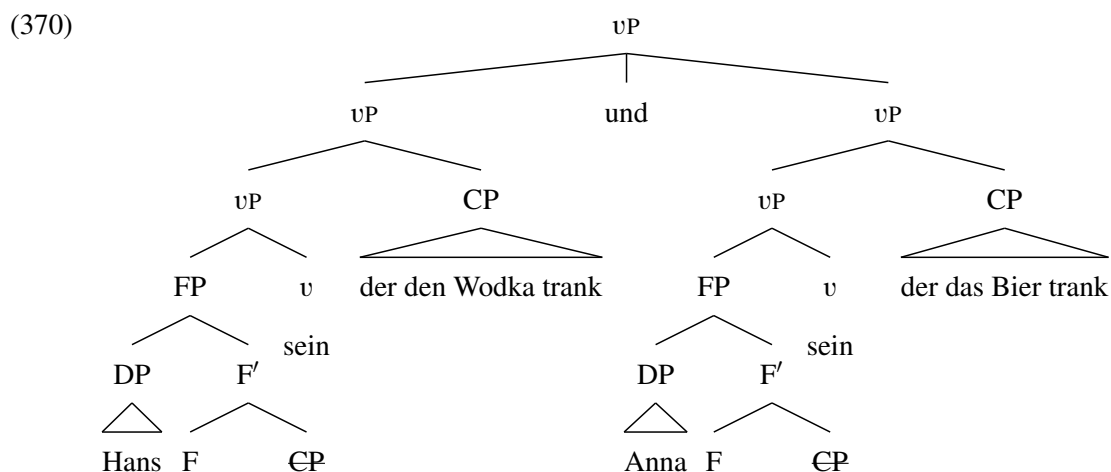 (370) υP
υP und υP
υP CP υP CP
FP υ der den Wodka trank FP υ der das Bier trank
DP F′ sein DP F′ sein
Hans F CP Anna F CP